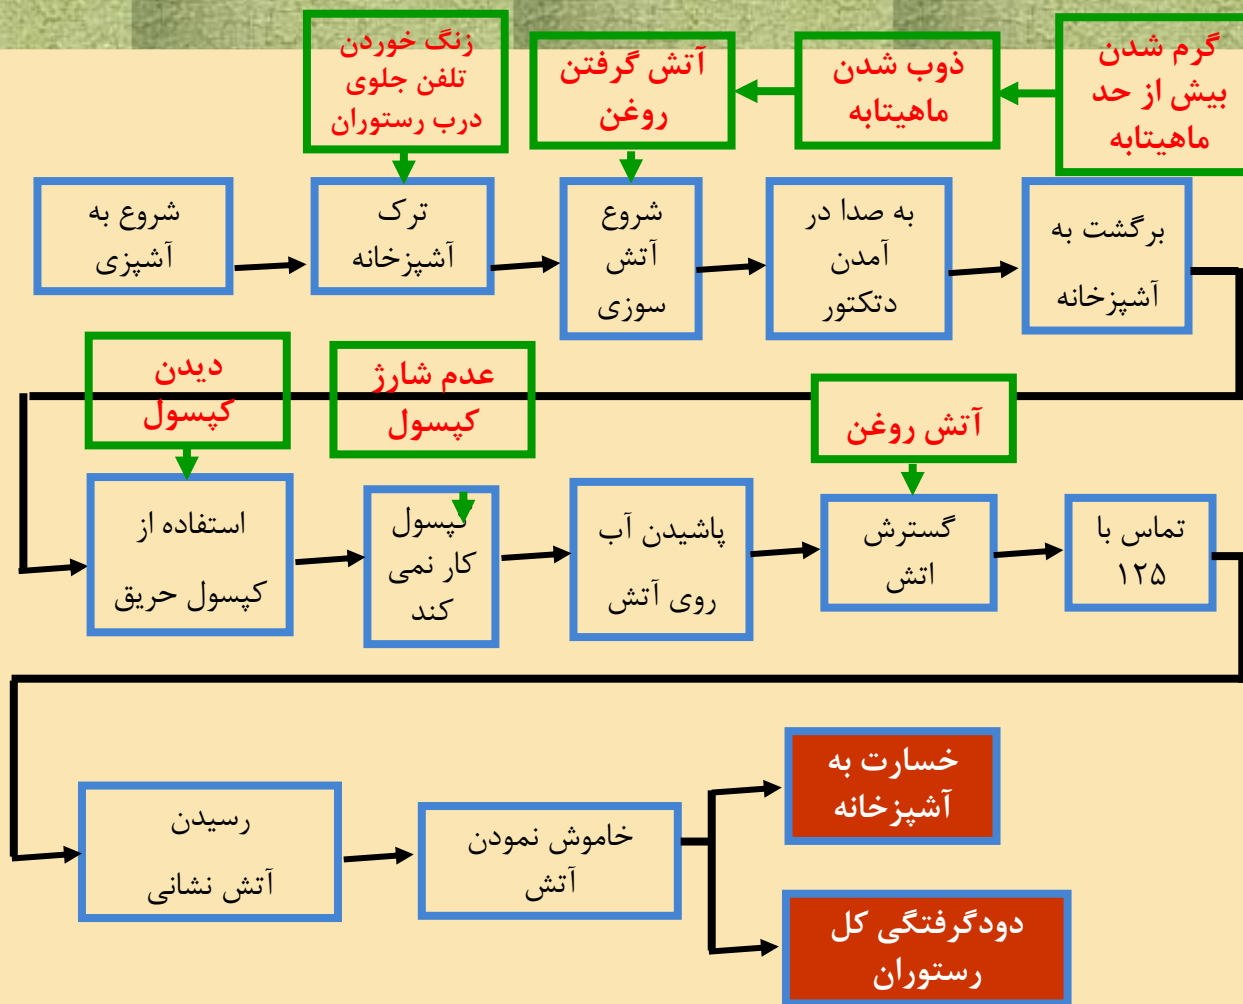 زنگ خوردن
تلفن جلوی
درب رستوران
آتش گرفتن
روغن
ذوب شدن
ماهیتابه
گرم شدن
بیش از حد
ماهیتابه
شروع به
آشپزی
ترک
آشپزخانه
شروع
آتش
سوزی
به صدا در
آمدن
دتکتور
برگشت به
آشپزخانه
دیدن
کپسول
عدم شارژ
کپسول
آتش روغن
استفاده از
کپسول حریق
کپسول
کار نمی
کند
پاشیدن آب
روی آتش
گسترش
اتش
تماس با
۱۲۵
رسیدن
آتش نشانی
خاموش نمودن
آتش
خسارت به
آشپزخانه
دودگرفتگی کل
رستوران